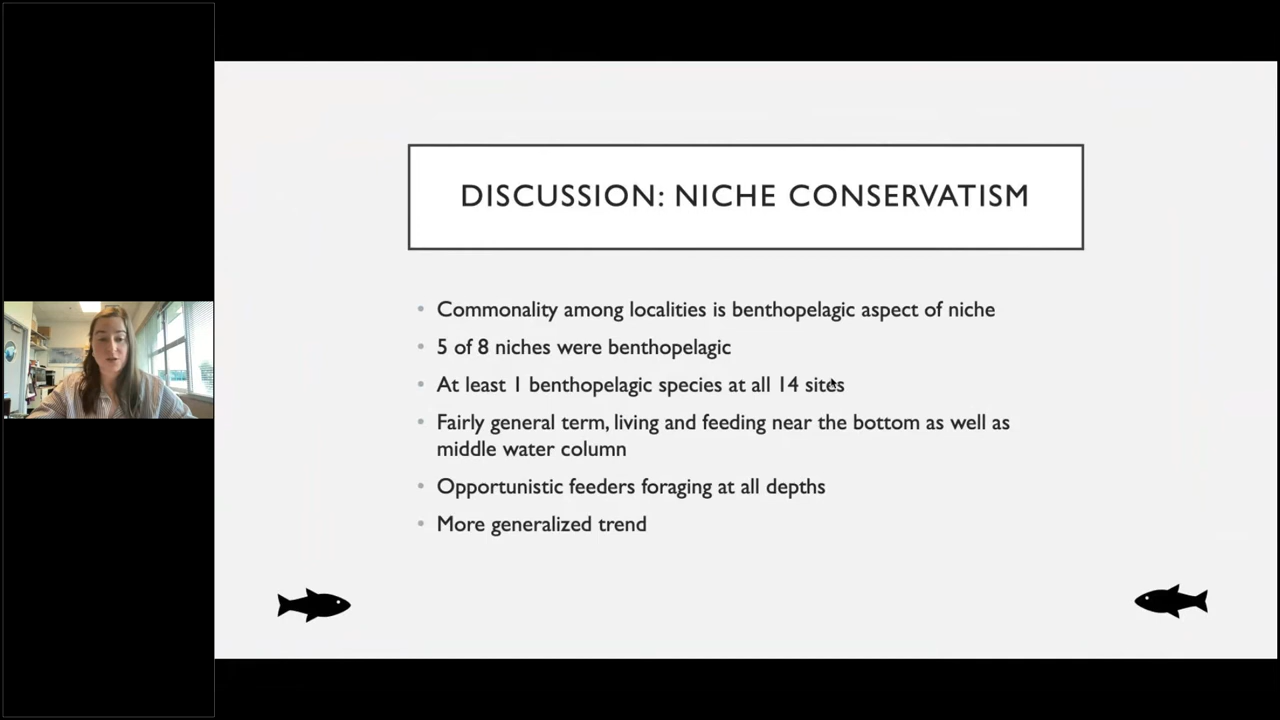 DISCUSSION: NICHE CONSERVATISM
• Commonality among localities is benthopelagic aspect of niche
• 5 of 8 niches were benthopelagic
• At least 1 benthopelagic species at all 14 sites
• Fairly general term, living and feeding near the bottom as well as
middle water column
• Opportunistic feeders foraging at all depths
• More generalized trend